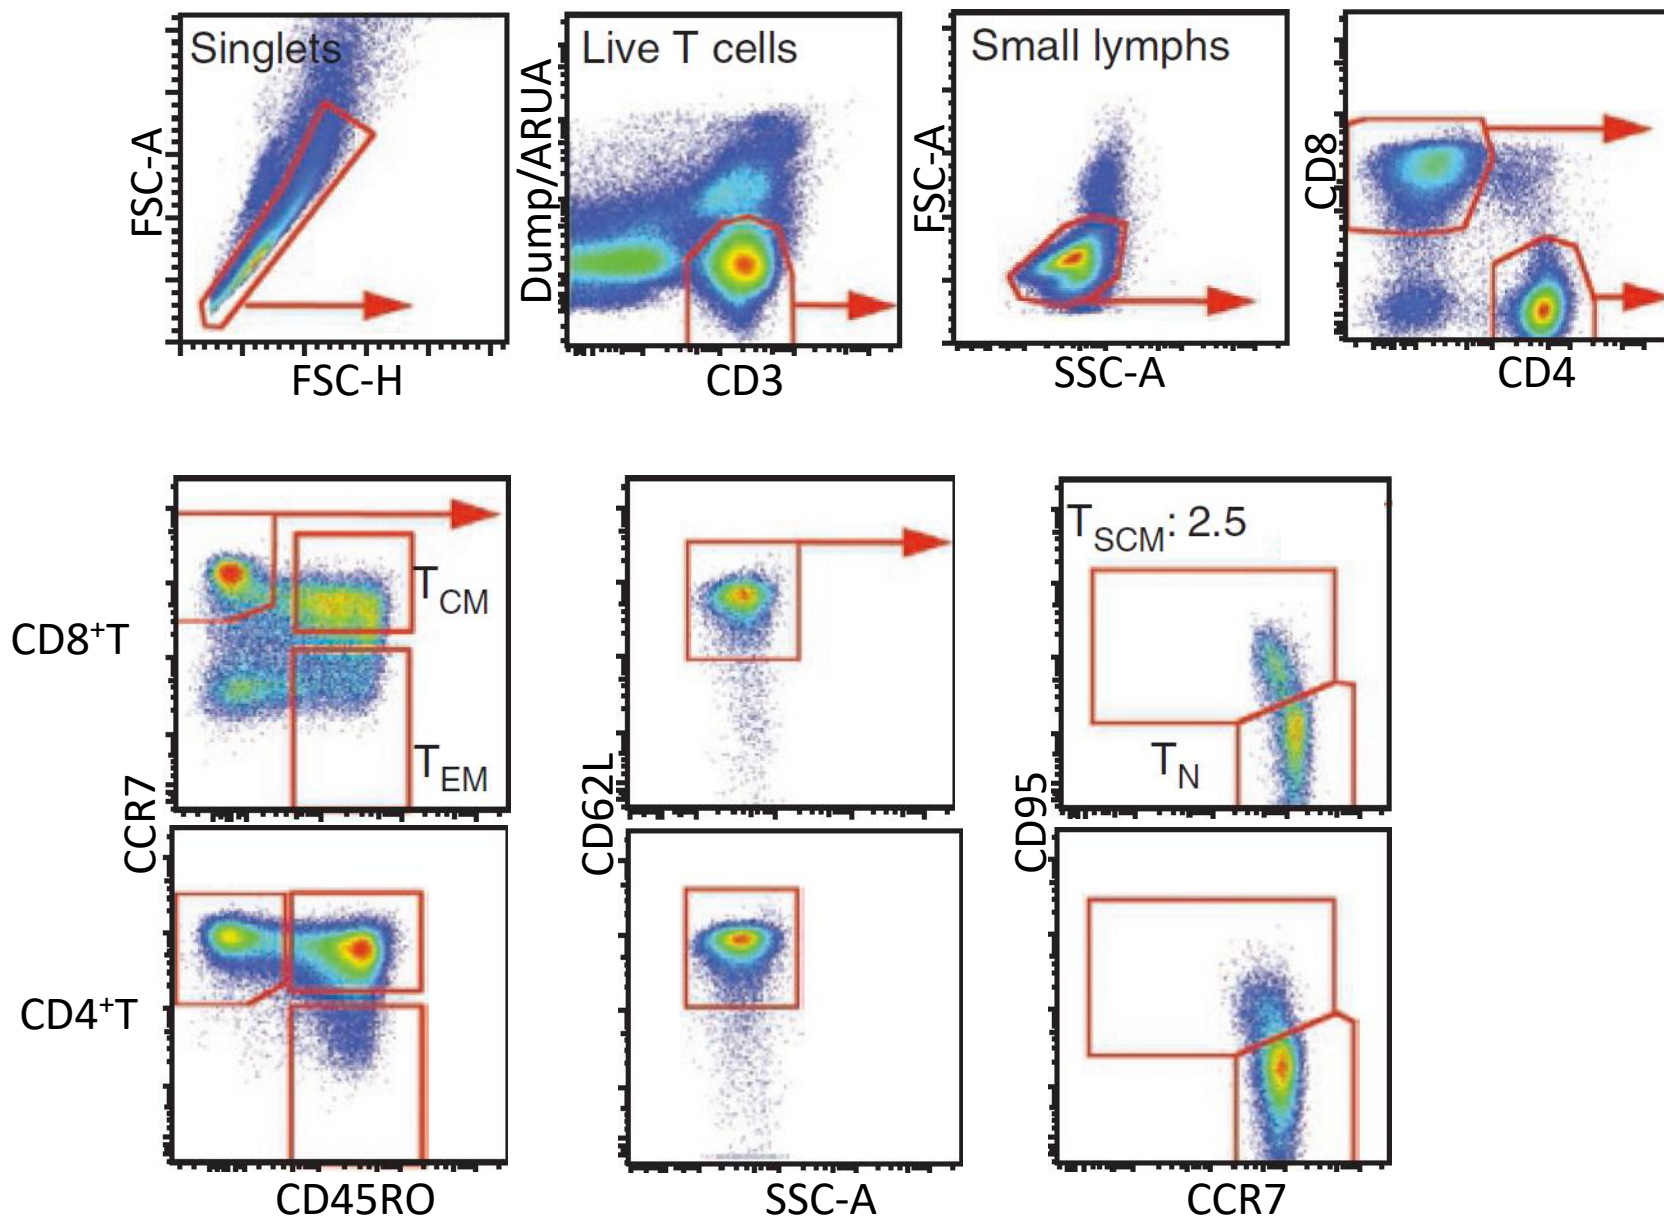 Singlets
FSC-A
FSC-H
Live T cells
Dump/ARUA
CD3
Small lymphs
FSC-A
SSC-A
CD8
CD4
CD8+T
CCR7
TCM
TEM
CD62L
TSCM: 2.5
TN
CD95
CD4+T
CD45RO
SSC-A
CCR7